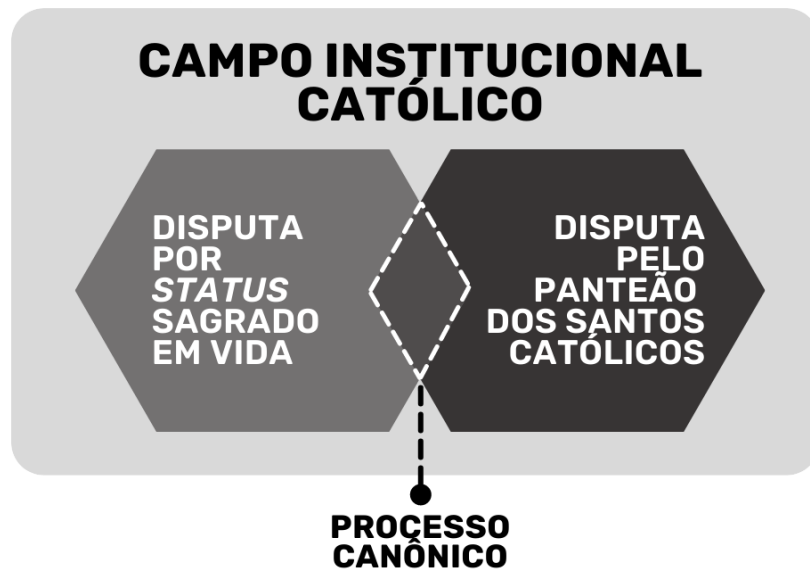 CAMPO INSTITUCIONAL
CATÓLICO
DISPUTA
POR
STATUS
SAGRADO
EM VIDA
DISPUTA
PELO
PANTEÃO
DOS SANTOS
CATÓLICOS
PROCESSO
CANÔNICO